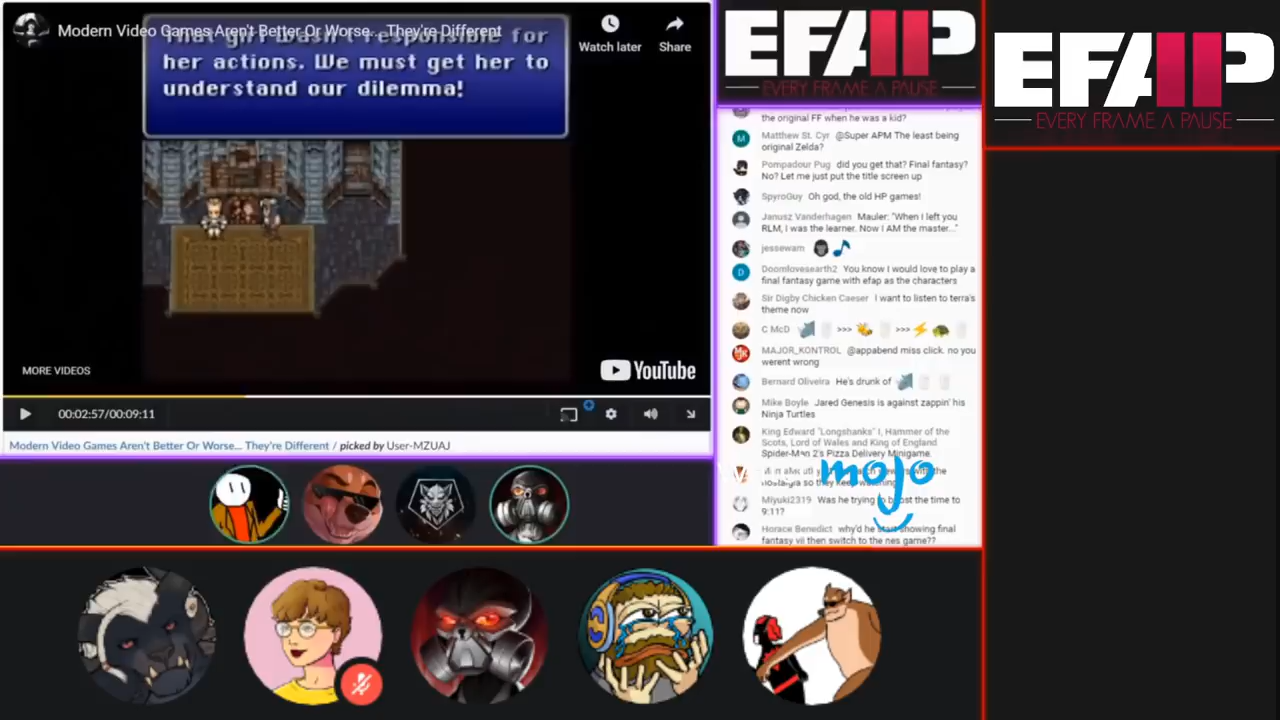 Modern Video Games Aren't Better Or Worse... They're Different
That girl wasn't responsible for
her actions. We must get her to
understand our dilemma!
Watch later
Share
MORE VIDEOS
YouTube
00:02:57/00:09:11
Modern Video Games Aren't Better Or Worse... They're Different / picked by User-MZUAJ
EFAP
EVERY FRAME A PAUSE
EFAP
EVERY FRAME A PAUSE
the original FF when he was a kid?
Matthew St. Cyr @Super APM The least being
original Zelda?
Pompadour Pug did you get that? Final fantasy?
No? Let me just put the title screen up
SpyroGuy Oh god, the old HP games!
Janusz Vanderhagen Mauler: "When I left you
RLM, I was the learner. Now I AM the master..."
jessewam
Doomlovesearth2 You know I would love to play a
final fantasy game with efap as the characters
Sir Digby Chicken Caeser I want to listen to terra's
theme now
C McD >>> >>>
MAJOR_KONTROL @appabend miss click. no you
werent wrong
Bernard Oliveira He's drunk of
Mike Boyle Jared Genesis is against zappin' his
Ninja Turtles
King Edward "Longshanks" I, Hammer of the
Scots, Lord of Wales and King of England
Spider-Man 2's Pizza Delivery Minigame.
mojo
nostalgia so they keep watching
Miyuki2319 Was he trying to boost the time to
9:11?
Horace Benedict why'd he start showing final
fantasy vii then switch to the nes game??